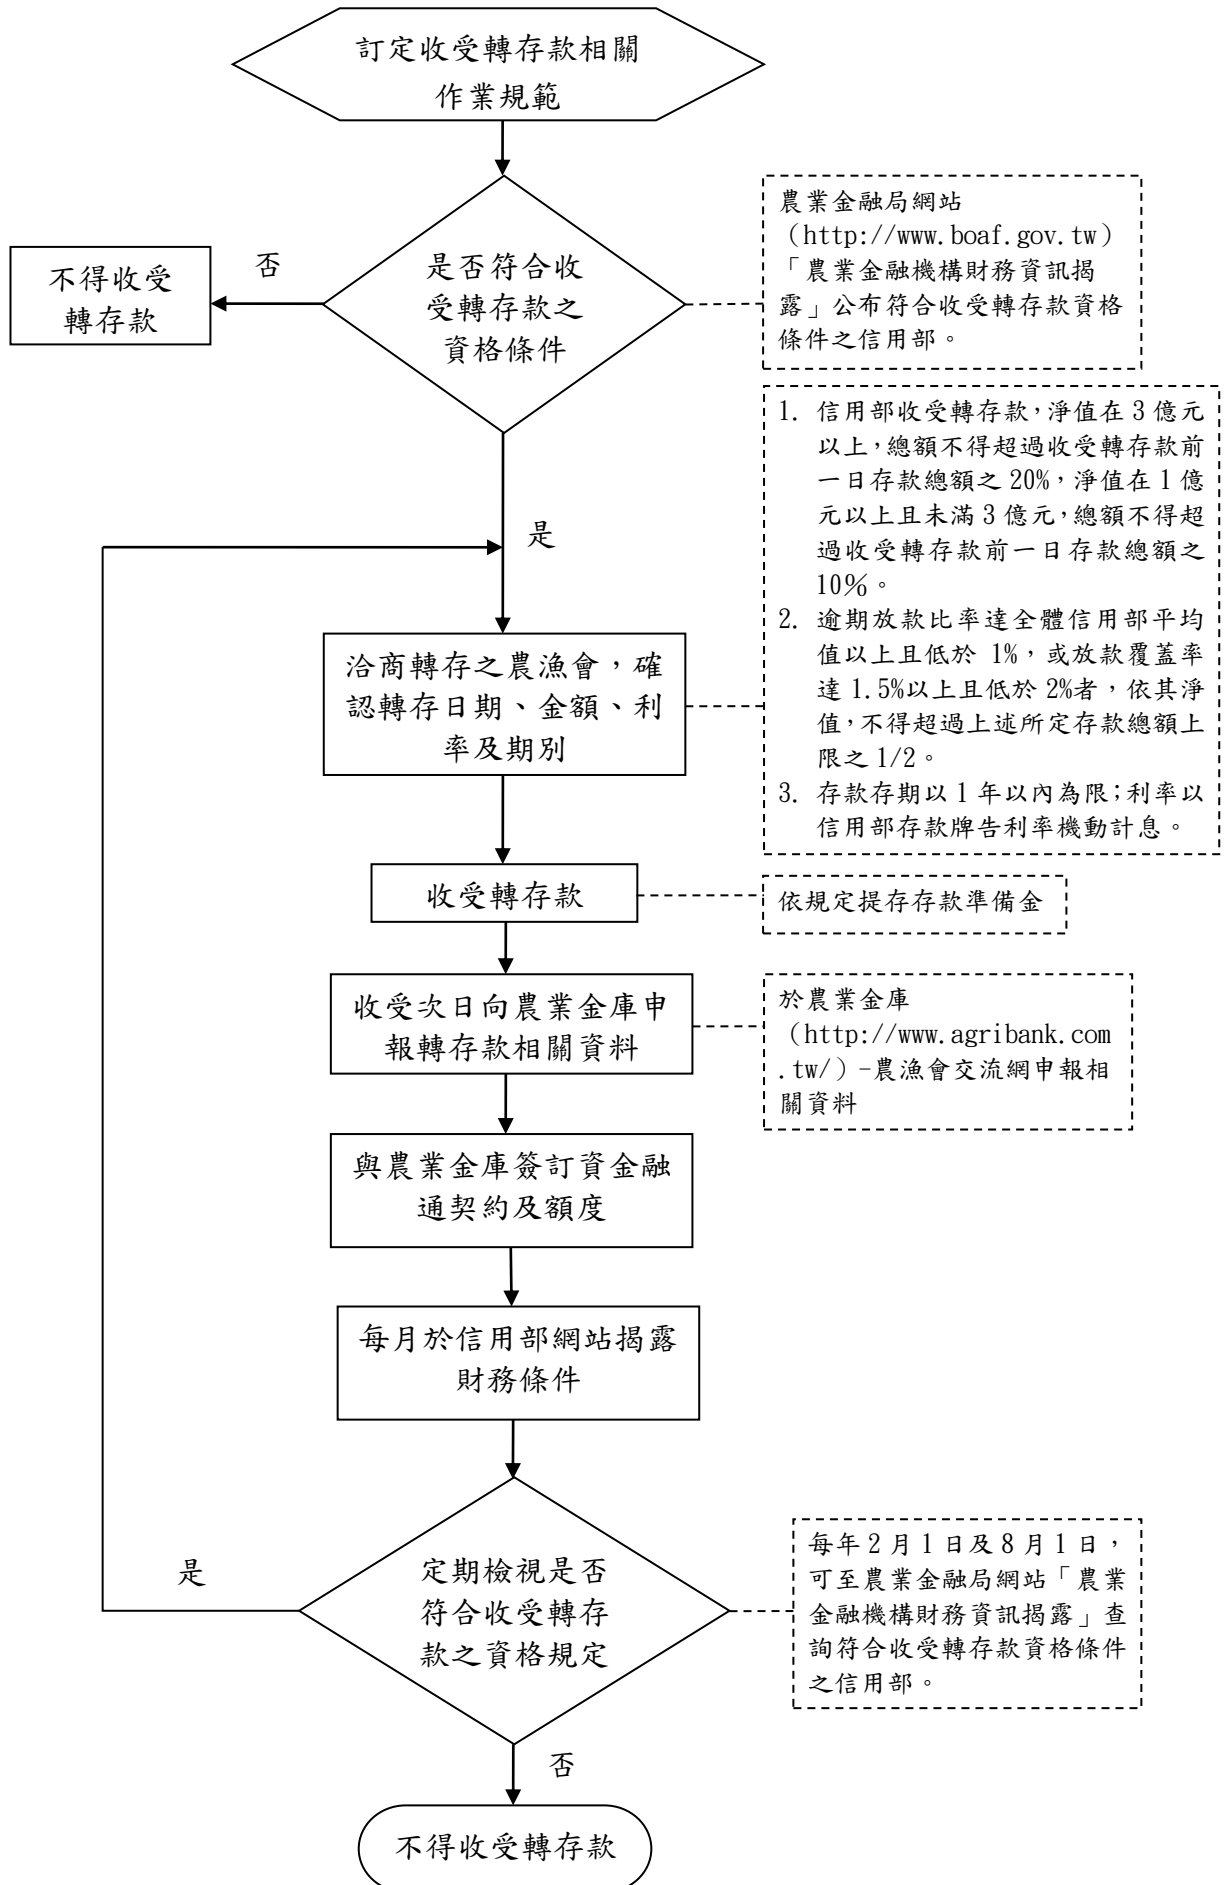 訂定收受轉存款相關
作業規範
是否符合收
受轉存款之
資格條件
否
不得收受
轉存款
農業金融局網站
（http://www.boaf.gov.tw）
「農業金融機構財務資訊揭
露」公布符合收受轉存款資格
條件之信用部。
是
洽商轉存之農漁會，確
認轉存日期、金額、利
率及期別
1. 信用部收受轉存款，淨值在 3 億元
以上，總額不得超過收受轉存款前
一日存款總額之 20%，淨值在 1 億
元以上且未滿 3 億元，總額不得超
過收受轉存款前一日存款總額之
10％。
2. 逾期放款比率達全體信用部平均
值以上且低於 1%，或放款覆蓋率
達 1.5%以上且低於 2%者，依其淨
值，不得超過上述所定存款總額上
限之 1/2。
3. 存款存期以 1 年以內為限；利率以
信用部存款牌告利率機動計息。
收受轉存款
依規定提存存款準備金
收受次日向農業金庫申
報轉存款相關資料
於農業金庫
（http://www.agribank.com
.tw/）-農漁會交流網申報相
關資料
與農業金庫簽訂資金融
通契約及額度
每月於信用部網站揭露
財務條件
定期檢視是否
符合收受轉存
款之資格規定
是
每年 2 月 1 日及 8 月 1 日，
可至農業金融局網站「農業
金融機構財務資訊揭露」查
詢符合收受轉存款資格條件
之信用部。
否
不得收受轉存款